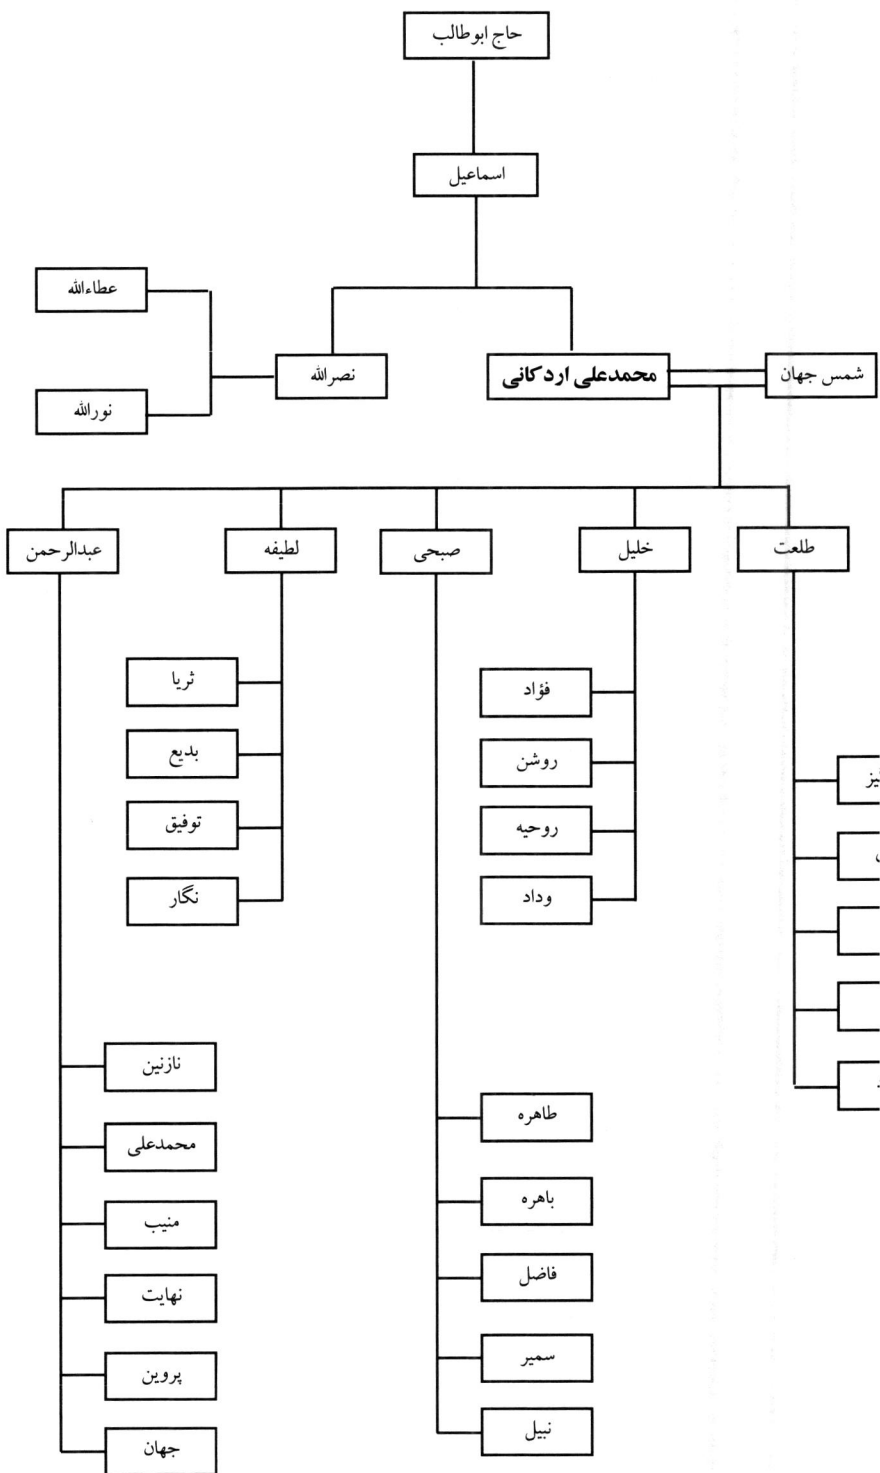 حاج ابوطالب
اسماعیل
عطاءالله
شمس جهان
محمدعلی اردکانی
نصرالله
نورالله
طلعت
خلیل
صبحی
لطیفه
عبدالرحمن
فؤاد
روشن
روحیه
وداد
ثریا
بدیع
توفیق
نگار
طاهره
باهره
فاضل
سمیر
نبیل
نازنین
محمدعلی
منیب
نهایت
پروین
جهان